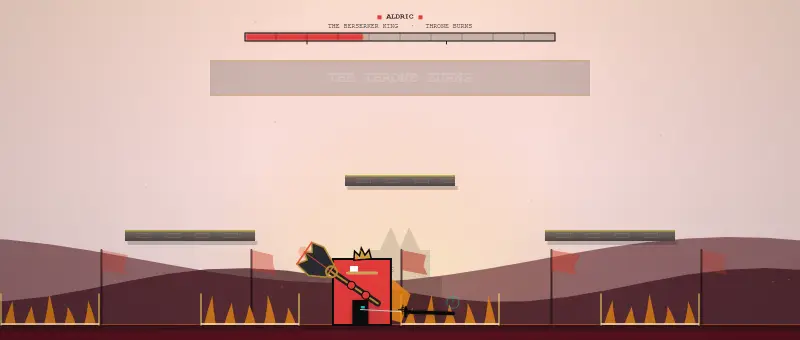 ALDRIC
THE BERSERKER KING · THRONE BURNS
THE THRONE BURNS